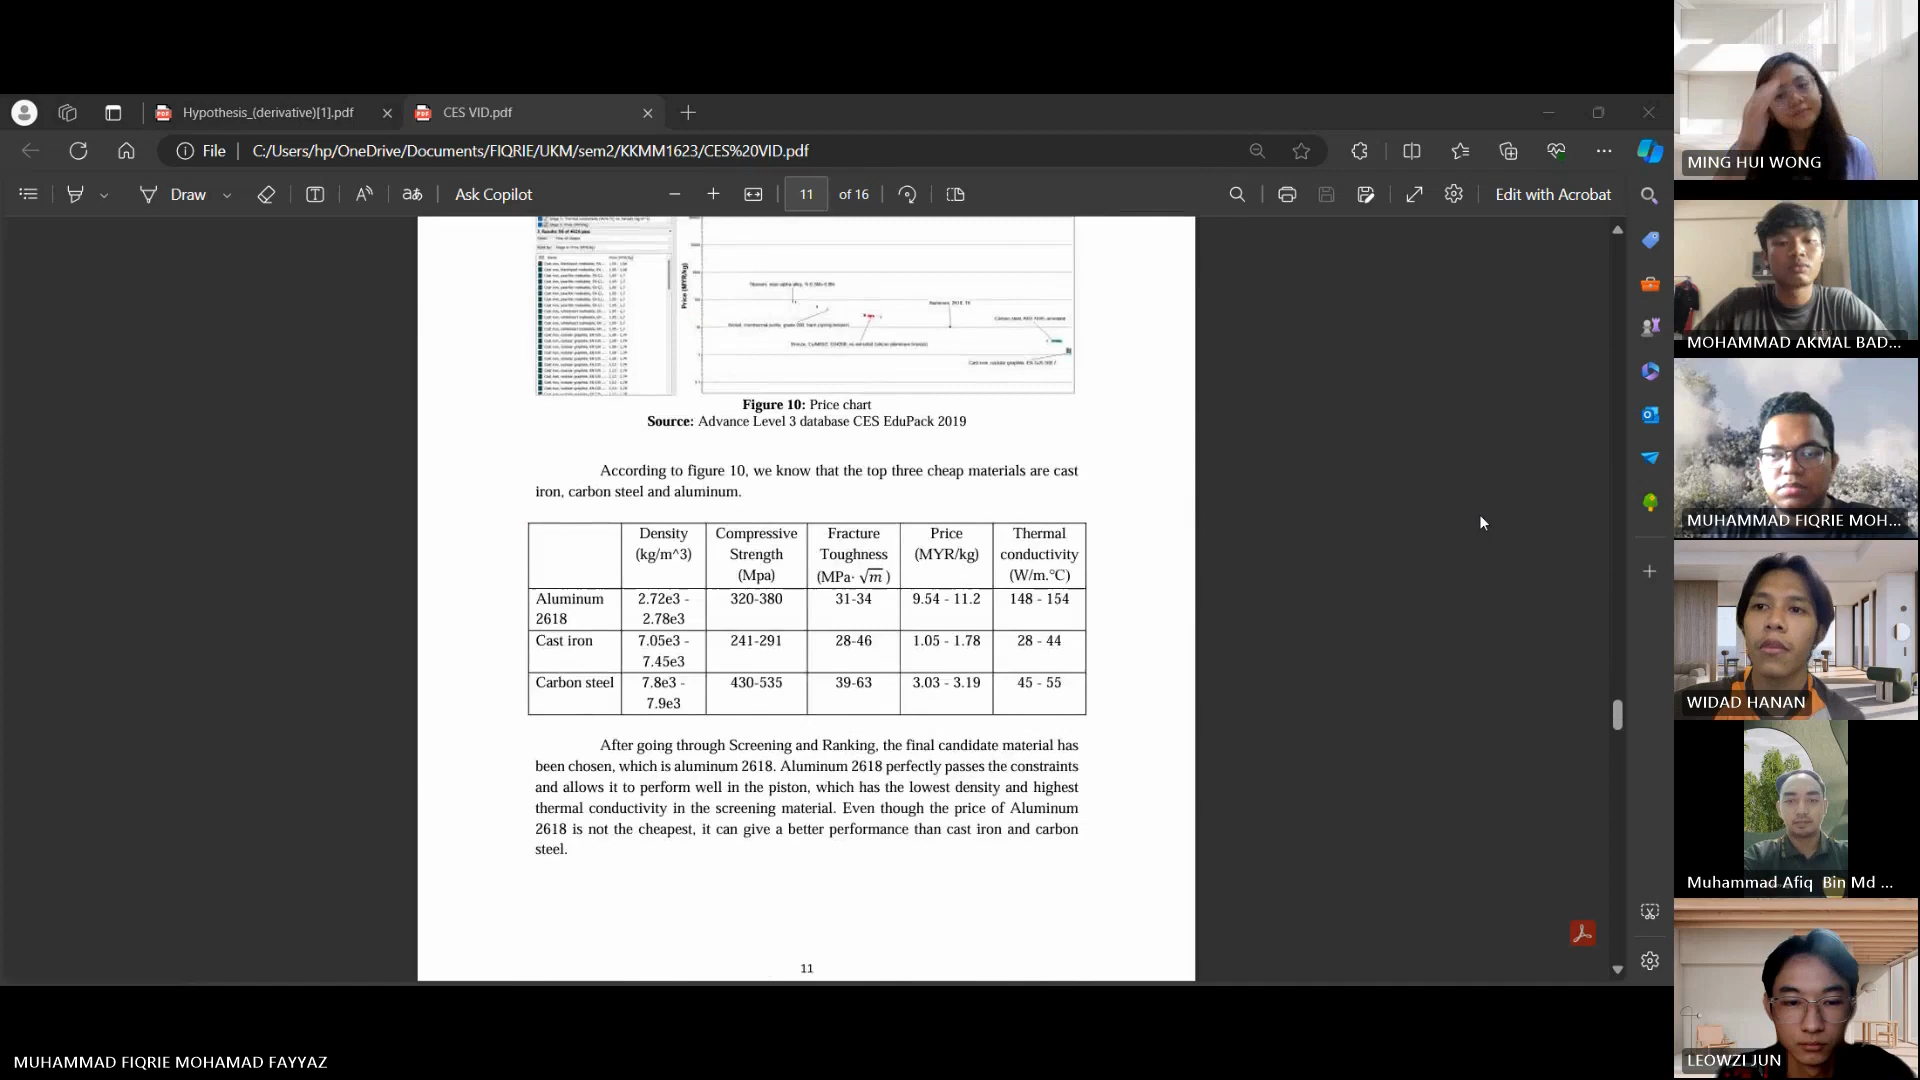 Hypothesis_(derivative)[1].pdf
CES VID.pdf
File
C:/Users/hp/OneDrive/Documents/FIQRIE/UKM/sem2/KKMM1623/CES%20VID.pdf
Draw
Ask Copilot
11 of 16
Edit with Acrobat
Price (MYR/kg)
Figure 10: Price chart
Source: Advance Level 3 database CES EduPack 2019
According to figure 10, we know that the top three cheap materials are cast
iron, carbon steel and aluminum.
Density (kg/m^3) Compressive Strength (Mpa) Fracture Toughness (MPa· √m ) Price (MYR/kg) Thermal conductivity (W/m.°C)
Aluminum 2618 2.72e3 - 2.78e3 320-380 31-34 9.54 - 11.2 148 - 154
Cast iron 7.05e3 - 7.45e3 241-291 28-46 1.05 - 1.78 28 - 44
Carbon steel 7.8e3 - 7.9e3 430-535 39-63 3.03 - 3.19 45 - 55
After going through Screening and Ranking, the final candidate material has
been chosen, which is aluminum 2618. Aluminum 2618 perfectly passes the constraints
and allows it to perform well in the piston, which has the lowest density and highest
thermal conductivity in the screening material. Even though the price of Aluminum
2618 is not the cheapest, it can give a better performance than cast iron and carbon
steel.
11
MUHAMMAD FIQRIE MOHAMAD FAYYAZ
MING HUI WONG
MOHAMMAD AKMAL BAD...
MUHAMMAD FIQRIE MOH...
WIDAD HANAN
Muhammad Afiq Bin Md ...
LEOWZI JUN